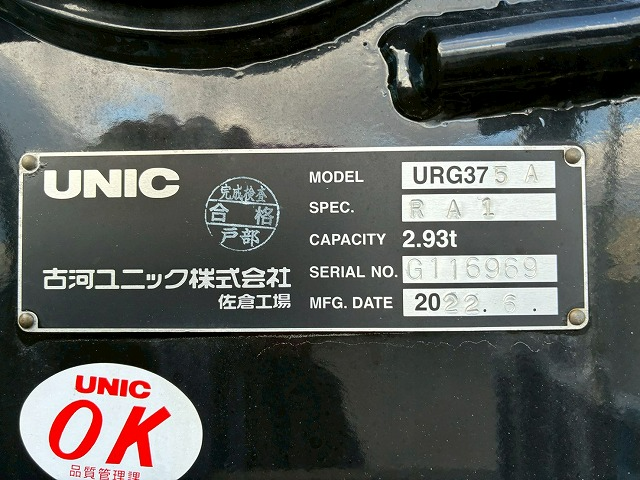 UNIC
完成検査
合格
戸部
古河ユニック株式会社
佐倉工場
MODEL URG375A
SPEC. RA1
CAPACITY 2.93t
SERIAL NO. G116969
MFG. DATE 2022.6.
UNIC
OK
品質管理課